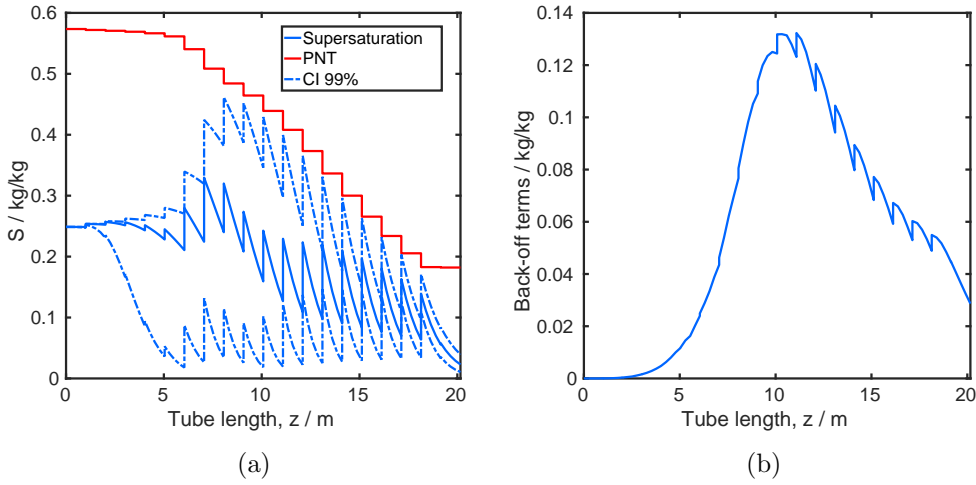 0.6
0.5
0.4
0.3
0.2
0.1
0
S / kg/kg
Supersaturation
PNT
CI 99%
0 5 10 15 20
Tube length, z / m
(a)
0.14
0.12
0.1
0.08
0.06
0.04
0.02
0
Back-off terms / kg/kg
0 5 10 15 20
Tube length, z / m
(b)